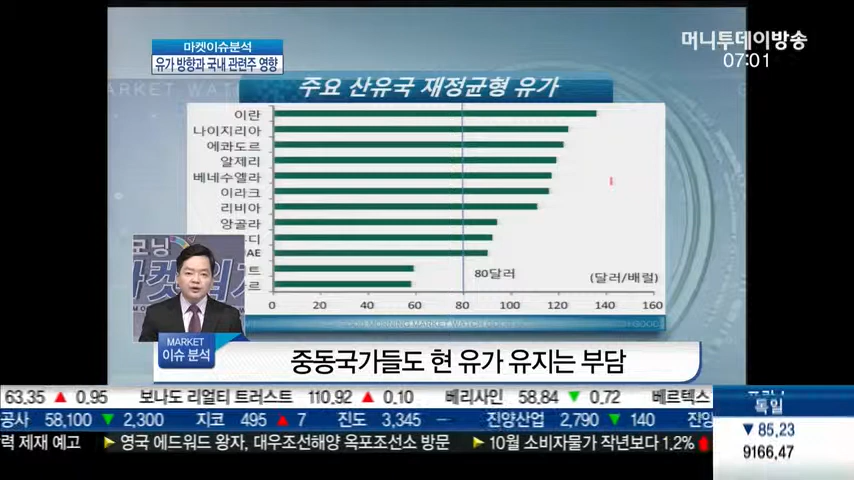 마켓이슈분석
유가 방향과 국내 관련주 영향
머니투데이방송
07:01
주요 산유국 재정균형 유가
이란
나이지리아
에콰도르
알제리
베네수엘라
이라크
리비아
앙골라
80달러
(달러/배럴)
0 20 40 60 80 100 120 140 160
GOOD MORNING MARKET WATCH
모닝
MARKET
이슈 분석
중동국가들도 현 유가 유지는 부담
63.35 ▲ 0.95 보나도 리얼티 트러스트 110.92 ▲ 0.10 베리사인 58.84 ▼ 0.72 베르텍스
공사 58,100 ▼ 2,300 지코 495 ▲ 7 진도 3,345 ─ 진양산업 2,790 ▼ 140 진양
력 제재 예고 ▶영국 에드워드 왕자, 대우조선해양 옥포조선소 방문 ▶10월 소비자물가 작년보다 1.2%
독일
▼ 85.23
9166.47